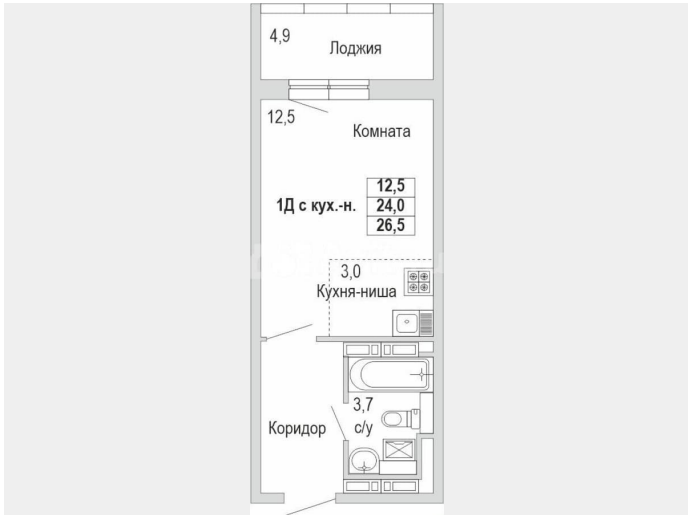 4,9
Лоджия
12,5
Комната
12,5
1Д с кух.-н. 24,0
26,5
3,0
Кухня-ниша
3,7
с/у
Коридор